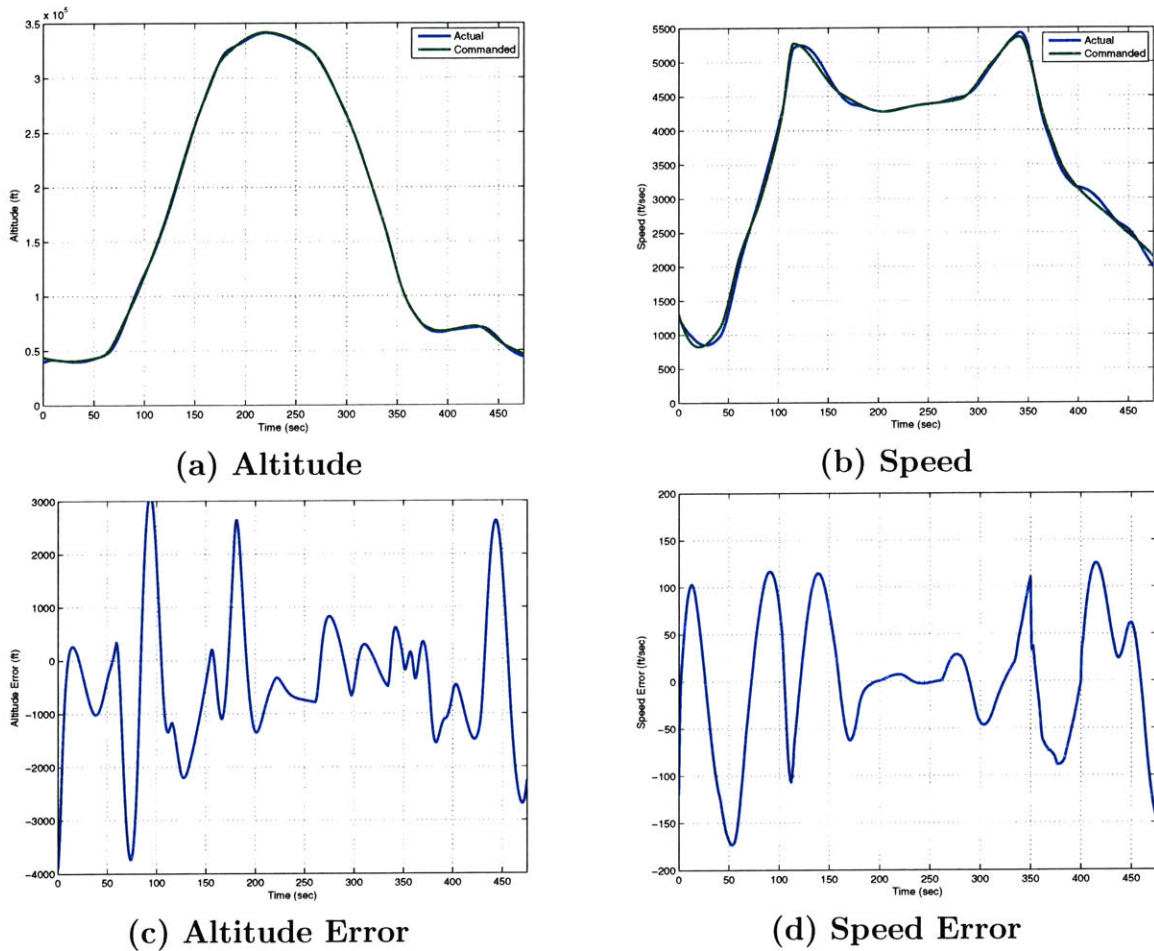 3.5 x 10^5
3
2.5
2
1.5
1
0.5
0
0 50 100 150 200 250 300 350 400 450
Altitude (ft)
Time (sec)
Actual
Commanded
(a) Altitude
5500
5000
4500
4000
3500
3000
2500
2000
1500
1000
500
0
0 50 100 150 200 250 300 350 400 450
Speed (ft/sec)
Time (sec)
Actual
Commanded
(b) Speed
3000
2000
1000
0
−1000
−2000
−3000
−4000
0 50 100 150 200 250 300 350 400 450
Altitude Error (ft)
Time (sec)
(c) Altitude Error
200
150
100
50
0
−50
−100
−150
−200
0 50 100 150 200 250 300 350 400 450
Speed Error (ft/sec)
Time (sec)
(d) Speed Error